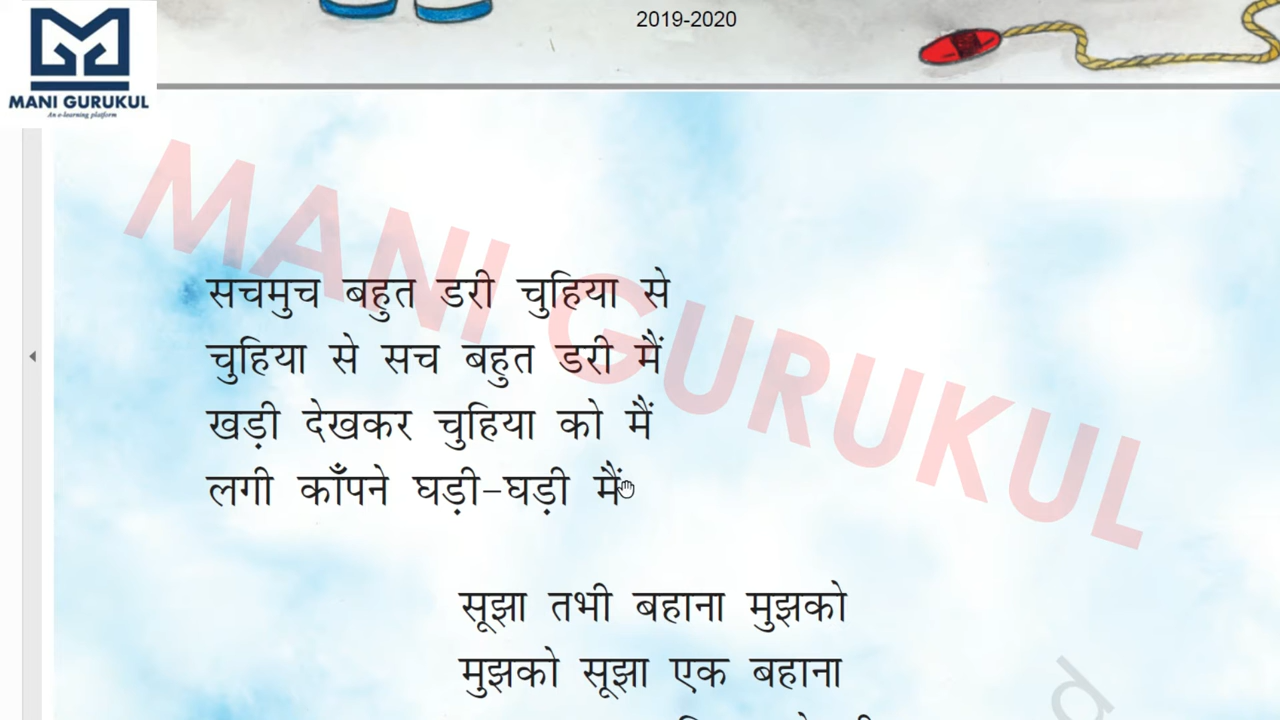 MANI GURUKUL
An e-learning platform
2019-2020
MANI GURUKUL
सचमुच बहुत डरी चुहिया से
चुहिया से सच बहुत डरी मैं
खड़ी देखकर चुहिया को मैं
लगी काँपने घड़ी-घड़ी मैं
सूझा तभी बहाना मुझको
मुझको सूझा एक बहाना
d